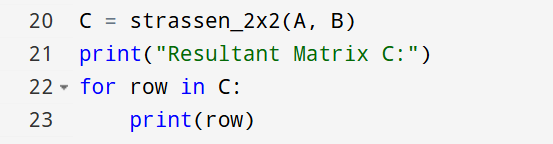 20 C = strassen_2x2(A, B)
21 print("Resultant Matrix C:")
22 for row in C:
23     print(row)